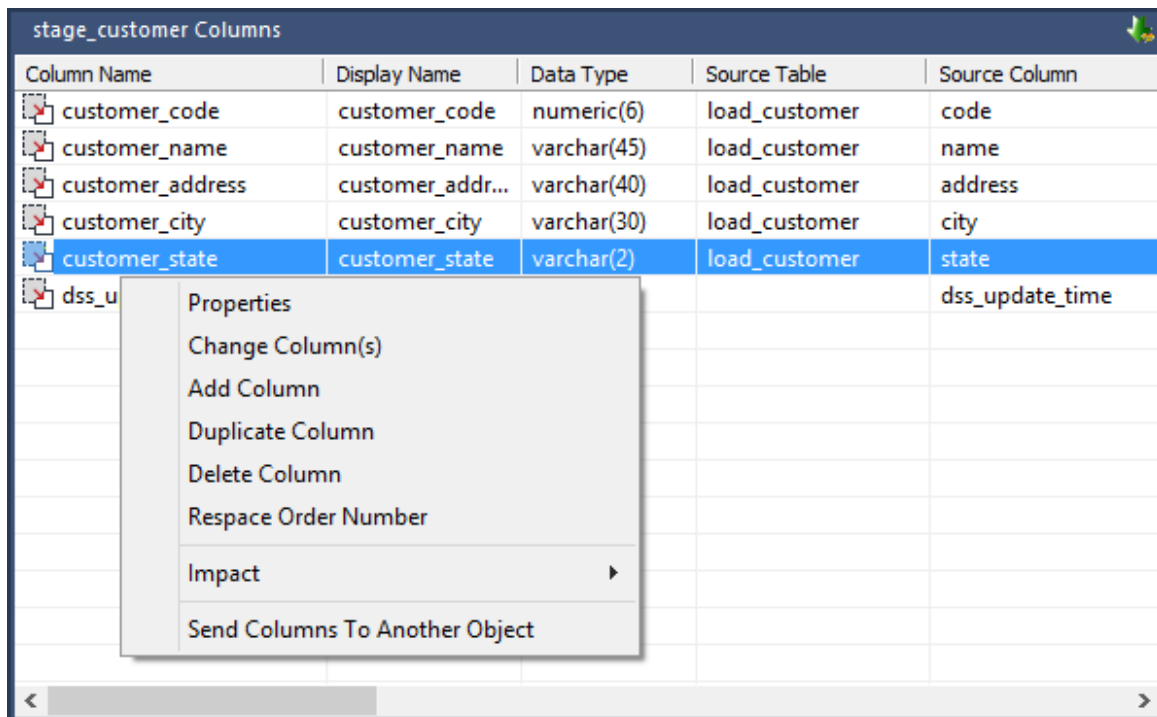 stage_customer Columns
Column Name Display Name Data Type Source Table Source Column
customer_code customer_code numeric(6) load_customer code
customer_name customer_name varchar(45) load_customer name
customer_address customer_addr... varchar(40) load_customer address
customer_city customer_city varchar(30) load_customer city
customer_state customer_state varchar(2) load_customer state
dss_u dss_update_time
Properties
Change Column(s)
Add Column
Duplicate Column
Delete Column
Respace Order Number
Impact
Send Columns To Another Object